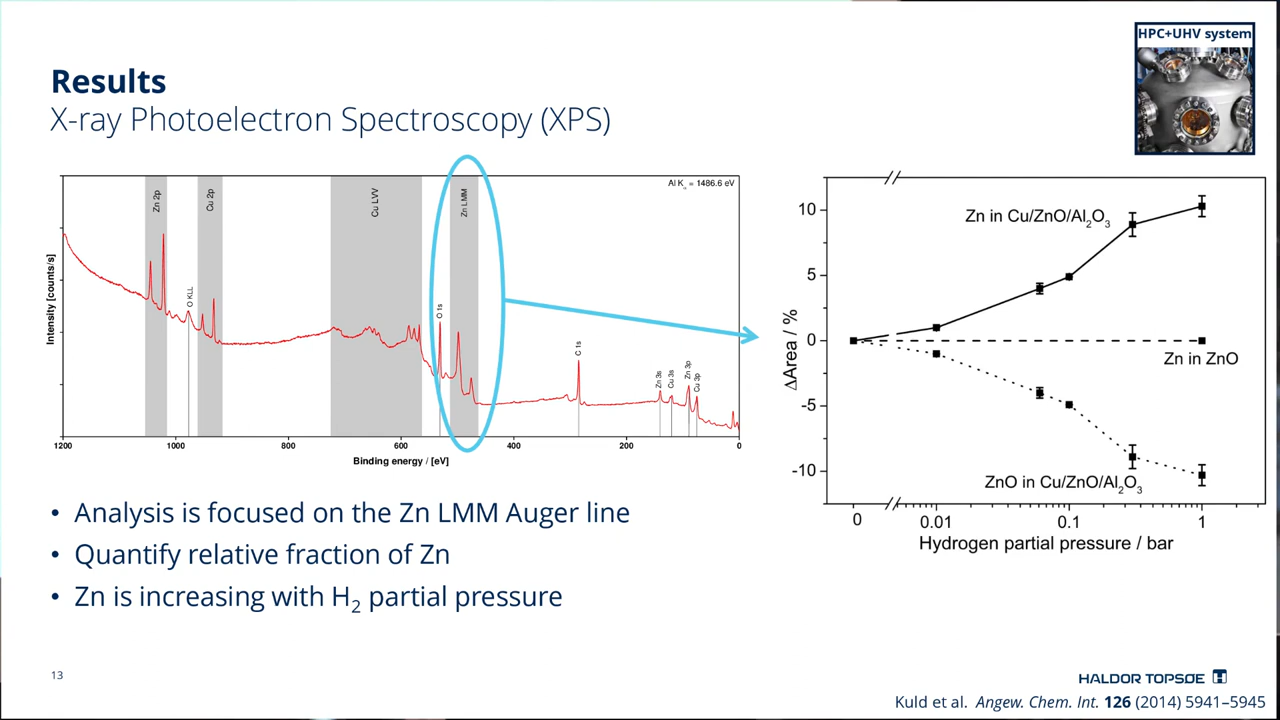 HPC+UHV system
Results
X-ray Photoelectron Spectroscopy (XPS)
Al Kα = 1486.6 eV
Zn 2p
Cu 2p
Cu LVV
Zn LMM
O KLL
O 1s
C 1s
Zn 3s
Cu 3s
Zn 3p
Cu 3p
Intensity [counts/s]
1200 1000 800 600 400 200 0
Binding energy / [eV]
10
5
0
-5
-10
ΔArea / %
Zn in Cu/ZnO/Al2O3
Zn in ZnO
ZnO in Cu/ZnO/Al2O3
0 0.01 0.1 1
Hydrogen partial pressure / bar
• Analysis is focused on the Zn LMM Auger line
• Quantify relative fraction of Zn
• Zn is increasing with H2 partial pressure
13
HALDOR TOPSØE
Kuld et al. Angew. Chem. Int. 126 (2014) 5941–5945